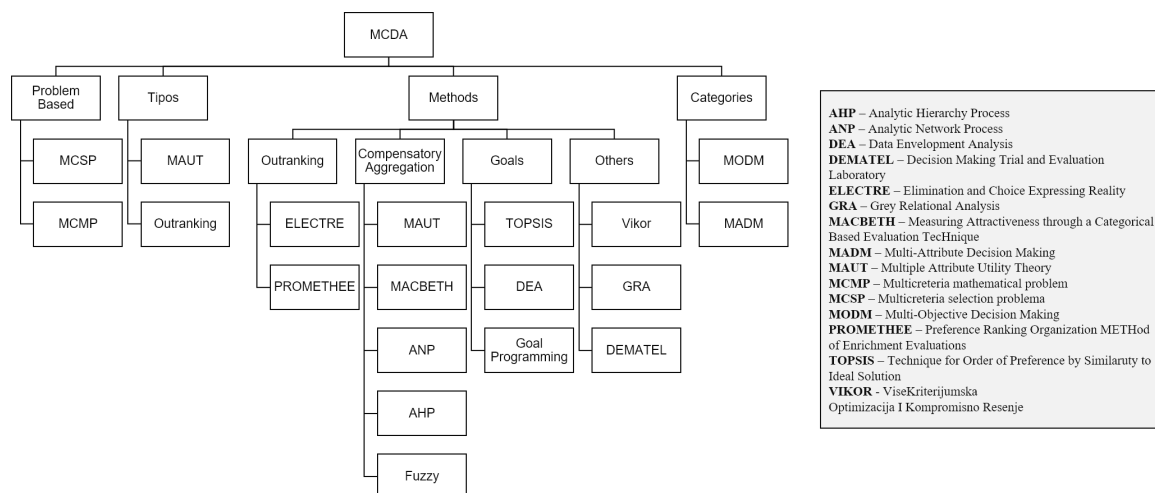 MCDA
Problem
Based
Tipos
Methods
Categories
MCSP
MCMP
MAUT
Outranking
Outranking
Compensatory
Aggregation
Goals
Others
ELECTRE
PROMETHEE
MAUT
MACBETH
ANP
AHP
Fuzzy
TOPSIS
DEA
Goal
Programming
Vikor
GRA
DEMATEL
MODM
MADM
AHP – Analytic Hierarchy Process
ANP – Analytic Network Process
DEA – Data Envelopment Analysis
DEMATEL – Decision Making Trial and Evaluation
Laboratory
ELECTRE – Elimination and Choice Expressing Reality
GRA – Grey Relational Analysis
MACBETH – Measuring Attractiveness through a Categorical
Based Evaluation TecHnique
MADM – Multi-Attribute Decision Making
MAUT – Multiple Attribute Utility Theory
MCMP – Multicreteria mathematical problem
MCSP – Multicreteria selection problema
MODM – Multi-Objective Decision Making
PROMETHEE – Preference Ranking Organization METHod
of Enrichment Evaluations
TOPSIS – Technique for Order of Preference by Similaruty to
Ideal Solution
VIKOR - ViseKriterijumska
Optimizacija I Kompromisno Resenje